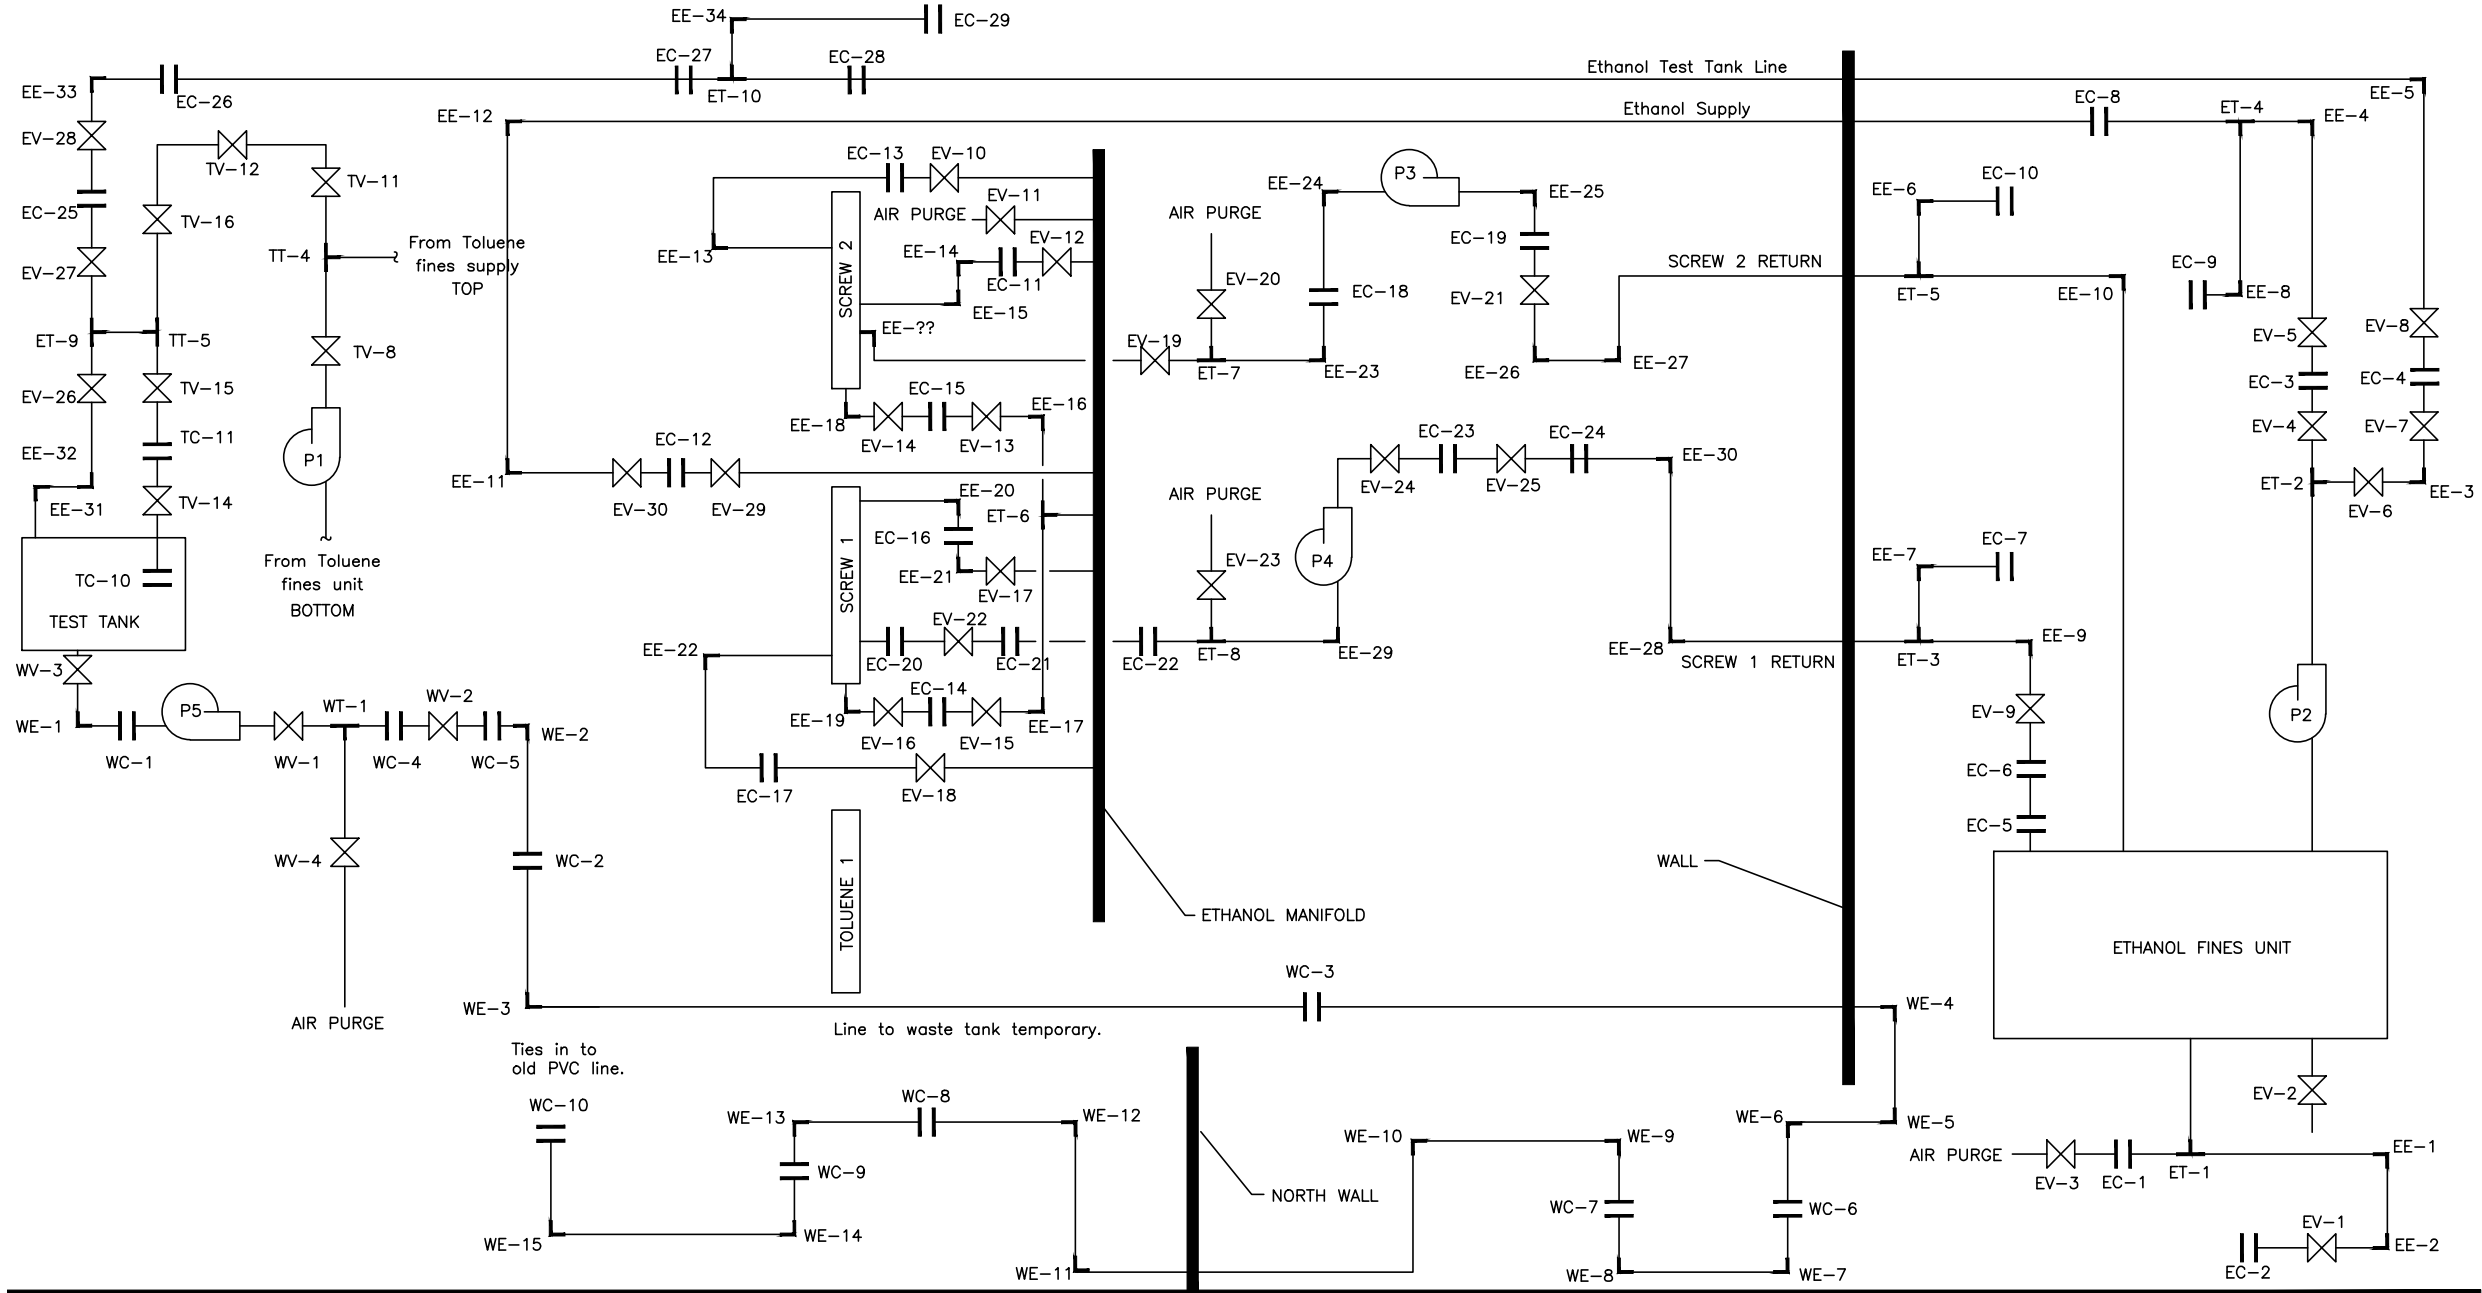 EE-34
EC-29
EC-27
EC-28
Ethanol Test Tank Line
EE-33
EC-26
ET-10
EE-5
EE-12
Ethanol Supply
EC-8
ET-4
EE-4
EV-28
TV-12
TV-11
EC-13
EV-10
P3
EE-24
EE-25
EE-6
EC-10
EC-25
TV-16
AIR PURGE
EV-11
AIR PURGE
EV-27
TT-4
From Toluene
fines supply
TOP
EE-13
SCREW 2
EE-14
EV-12
EC-11
EE-15
EC-19
SCREW 2 RETURN
EC-9
EV-20
EC-18
EV-21
ET-5
EE-10
EE-8
ET-9
TT-5
TV-8
EE-??
EV-19
ET-7
EE-23
EE-26
EE-27
EV-5
EV-8
EV-26
TV-15
EC-15
EE-16
EC-3
EC-4
EE-18
EV-14
EV-13
EV-4
EV-7
EE-32
TC-11
P1
EC-12
EC-23
EC-24
EE-30
EE-11
EV-30
EV-29
EV-24
EV-25
ET-2
EV-6
EE-3
EE-31
TV-14
EE-20
ET-6
AIR PURGE
EC-16
SCREW 1
EE-21
EV-17
EV-23
P4
EE-7
EC-7
From Toluene
fines unit
BOTTOM
TC-10
TEST TANK
EV-22
EE-22
EC-20
EC-21
EC-22
ET-8
EE-29
EE-28
SCREW 1 RETURN
ET-3
EE-9
WV-3
WE-1
WC-1
P5
WV-1
WT-1
WC-4
WV-2
WC-5
WE-2
EC-14
EE-19
EV-16
EV-15
EE-17
EV-9
P2
EC-17
EV-18
EC-6
EC-5
WV-4
WC-2
TOLUENE 1
WALL
ETHANOL MANIFOLD
ETHANOL FINES UNIT
WC-3
WE-3
WE-4
AIR PURGE
Line to waste tank temporary.
Ties in to
old PVC line.
WC-10
WE-13
WC-8
WE-12
WE-10
WE-9
WE-6
WE-5
EV-2
AIR PURGE
EV-3
EC-1
ET-1
EE-1
WC-9
NORTH WALL
WC-7
WC-6
WE-15
WE-14
WE-11
WE-8
WE-7
EV-1
EC-2
EE-2